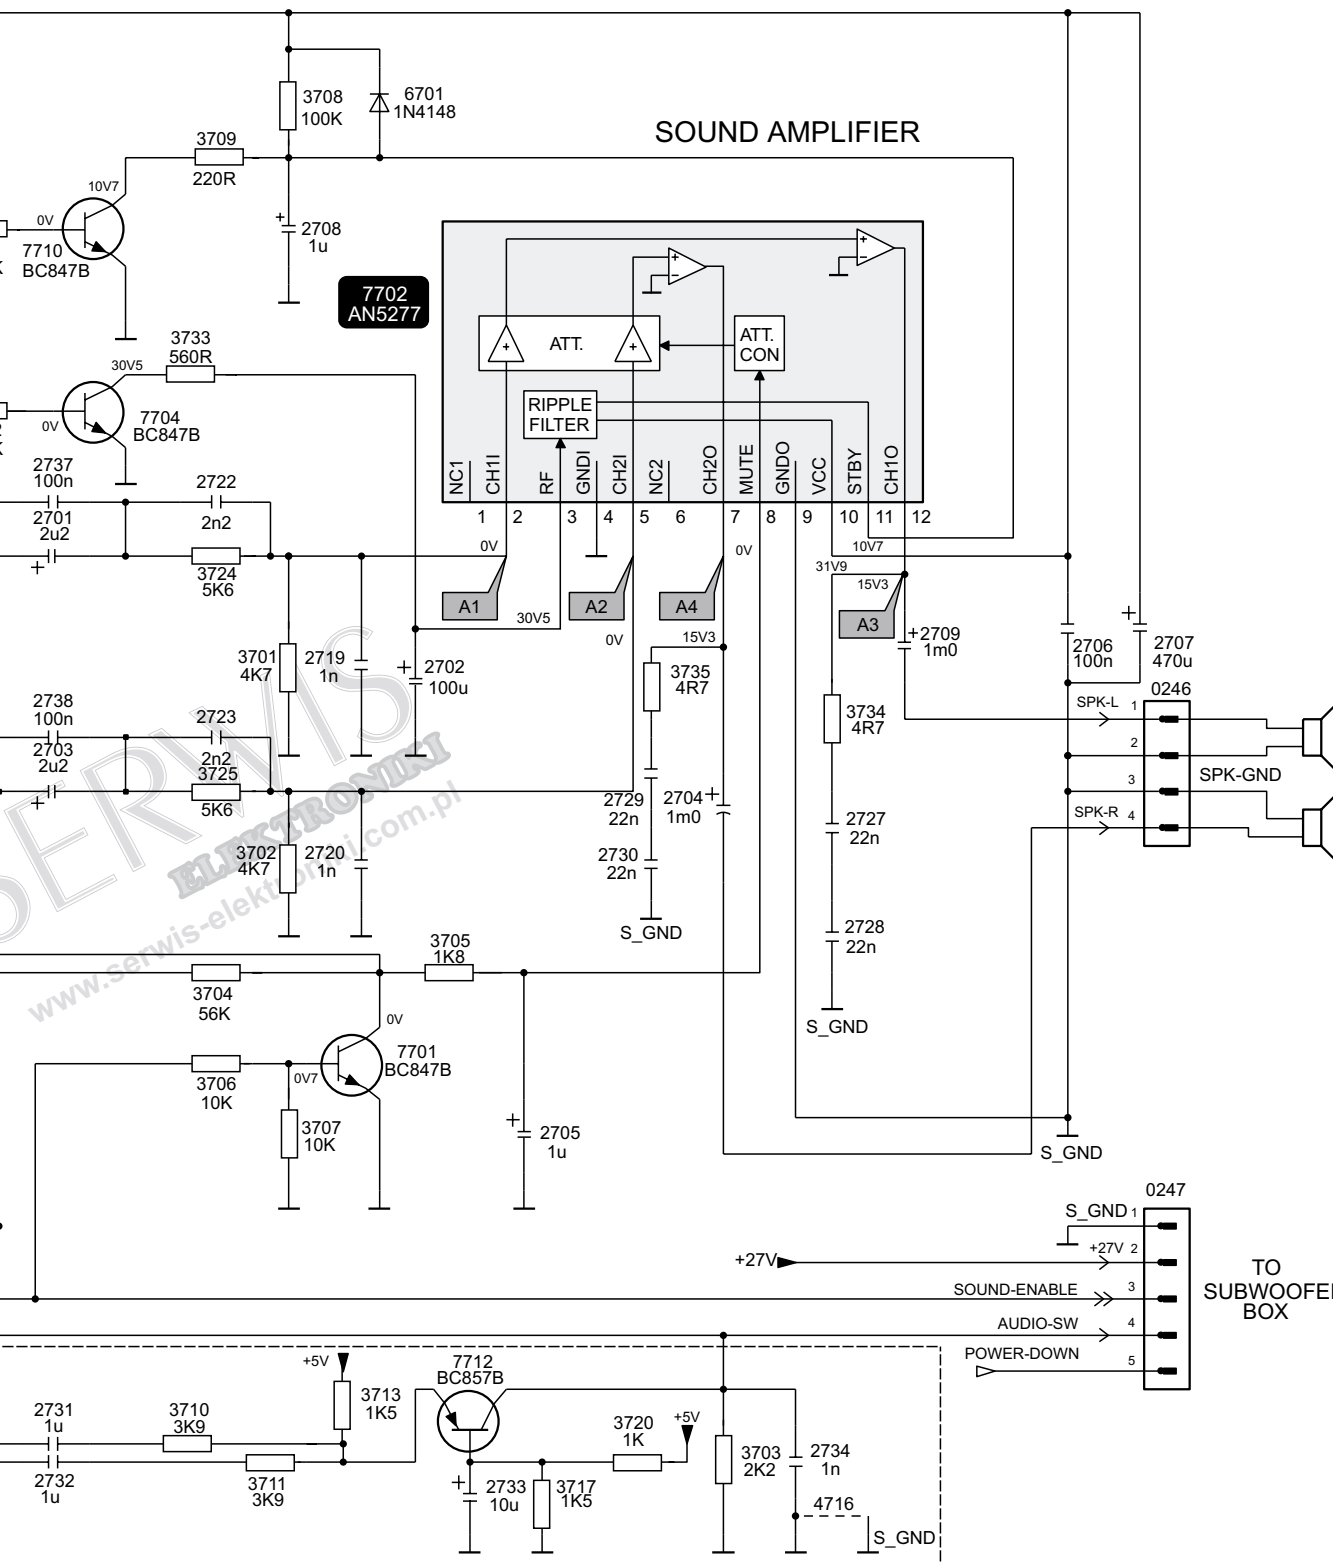 3708
100K
6701
1N4148
SOUND AMPLIFIER
3709
220R
10V7
0V
7710
BC847B
K
+
2708
1u
7702
AN5277
+
−
+
−
+
ATT.
+
ATT.
CON
RIPPLE
FILTER
3733
560R
30V5
0V
7704
BC847B
K
NC1
CH1I
RF
GNDI
CH2I
NC2
CH2O
MUTE
GNDO
VCC
STBY
CH1O
1
2
3
4
5
6
7
8
9
10
11
12
2737
100n
2701
2u2
+
2722
2n2
3724
5K6
0V
0V
10V7
31V9
15V3
A1
A2
A4
A3
30V5
0V
15V3
3701
4K7
2719
1n
+
2702
100u
3735
4R7
+
2709
1m0
2706
100n
+
2707
470u
3734
4R7
2738
100n
2703
2u2
+
2723
2n2
3725
5K6
0246
SPK-L
1
2
3
SPK-R
4
SPK-GND
2729
22n
2704
1m0
+
2727
22n
3702
4K7
2720
1n
2730
22n
S_GND
2728
22n
S_GND
SERWIS
ELEKTRONIKI
www.serwis-elektroniki.com.pl
3705
1K8
3704
56K
0V
7701
BC847B
3706
10K
0V7
3707
10K
+
2705
1u
S_GND
0247
S_GND
1
+27V
+27V
2
SOUND-ENABLE
3
AUDIO-SW
4
POWER-DOWN
5
TO
BOX
+5V
7712
BC857B
3713
1K5
2731
1u
3710
3K9
2732
1u
3711
3K9
3720
1K
+5V
+
2733
10u
3717
1K5
3703
2K2
2734
1n
4716
S_GND